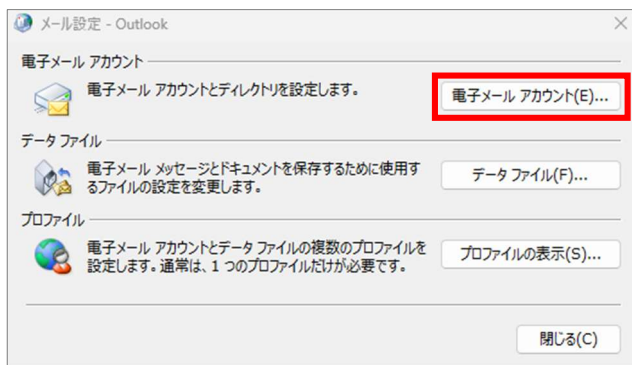 メール設定 - Outlook
電子メール アカウント
電子メール アカウントとディレクトリを設定します。
電子メール アカウント(E)...
データ ファイル
電子メール メッセージとドキュメントを保存するために使用す
るファイルの設定を変更します。
データ ファイル(F)...
プロファイル
電子メール アカウントとデータ ファイルの複数のプロファイルを
設定します。通常は、1 つのプロファイルだけが必要です。
プロファイルの表示(S)...
閉じる(C)